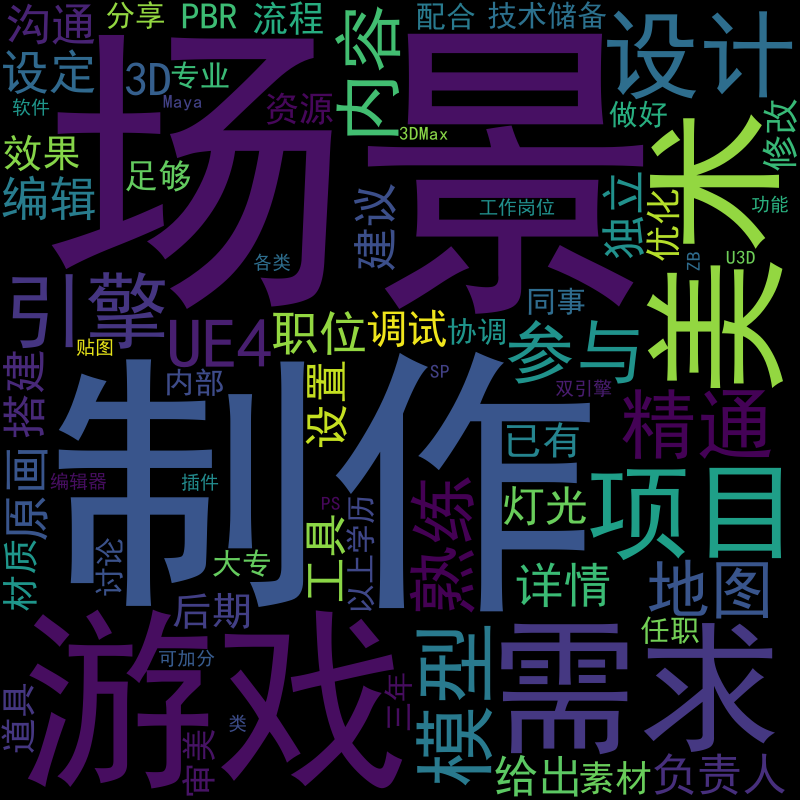 沟通
分享
PBR
流程
配合
技术储备
设定
3D
专业
Maya
软件
资源
内容
设计
3DMax
做好
修改
场景
效果
足够
编辑
建议
工作岗位
独立
优化
美术
功能
各类
ZB
U3D
引擎
同事
UE4
职位
调试
协调
参与
贴图
搭建
内部
设置
SP
双引擎
精通
制作
已有
原画
编辑器
插件
PS
以上学历
熟练
灯光
项目
材质
讨论
大专
工具
详情
地图
后期
任职
游戏
模型
需求
可加分
三年
道具
类
审美
给出
素材
负责人